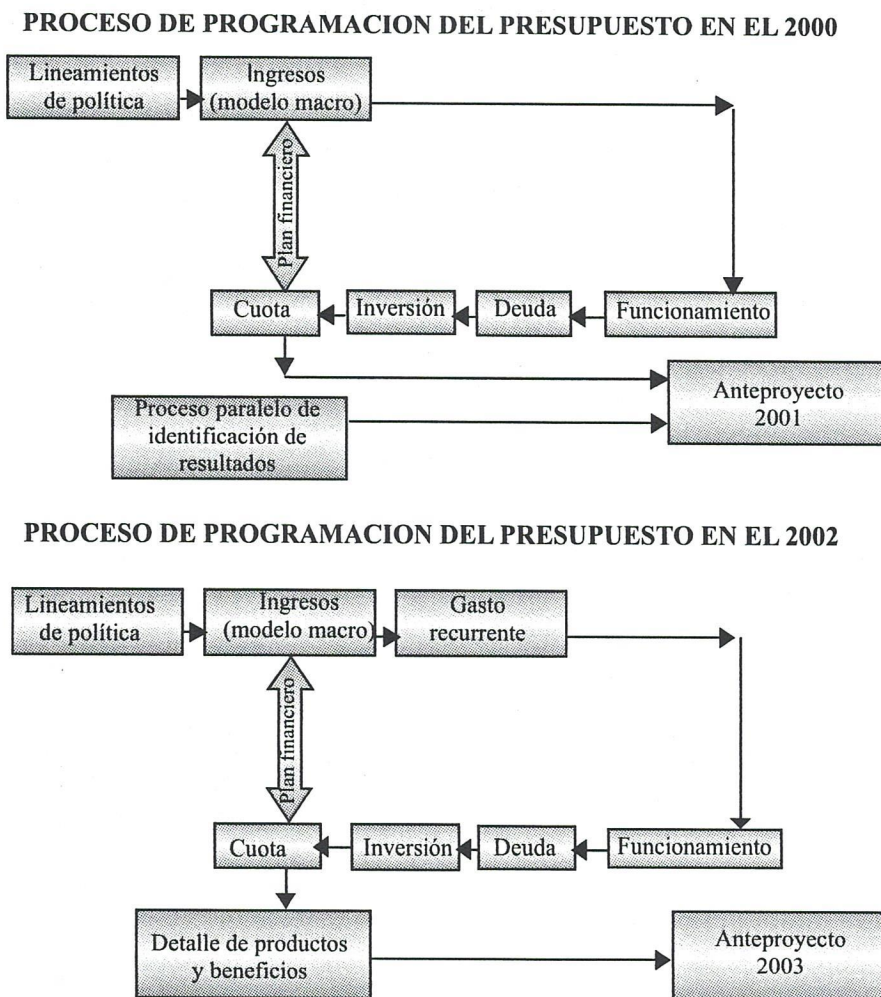 PROCESO DE PROGRAMACION DEL PRESUPUESTO EN EL 2000
Lineamientos
de política
Ingresos
(modelo macro)
Plan financiero
Cuota
Inversión
Deuda
Funcionamiento
Proceso paralelo de
identificación de
resultados
Anteproyecto
2001
PROCESO DE PROGRAMACION DEL PRESUPUESTO EN EL 2002
Lineamientos
de política
Ingresos
(modelo macro)
Gasto
recurrente
Plan financiero
Cuota
Inversión
Deuda
Funcionamiento
Detalle de productos
y beneficios
Anteproyecto
2003